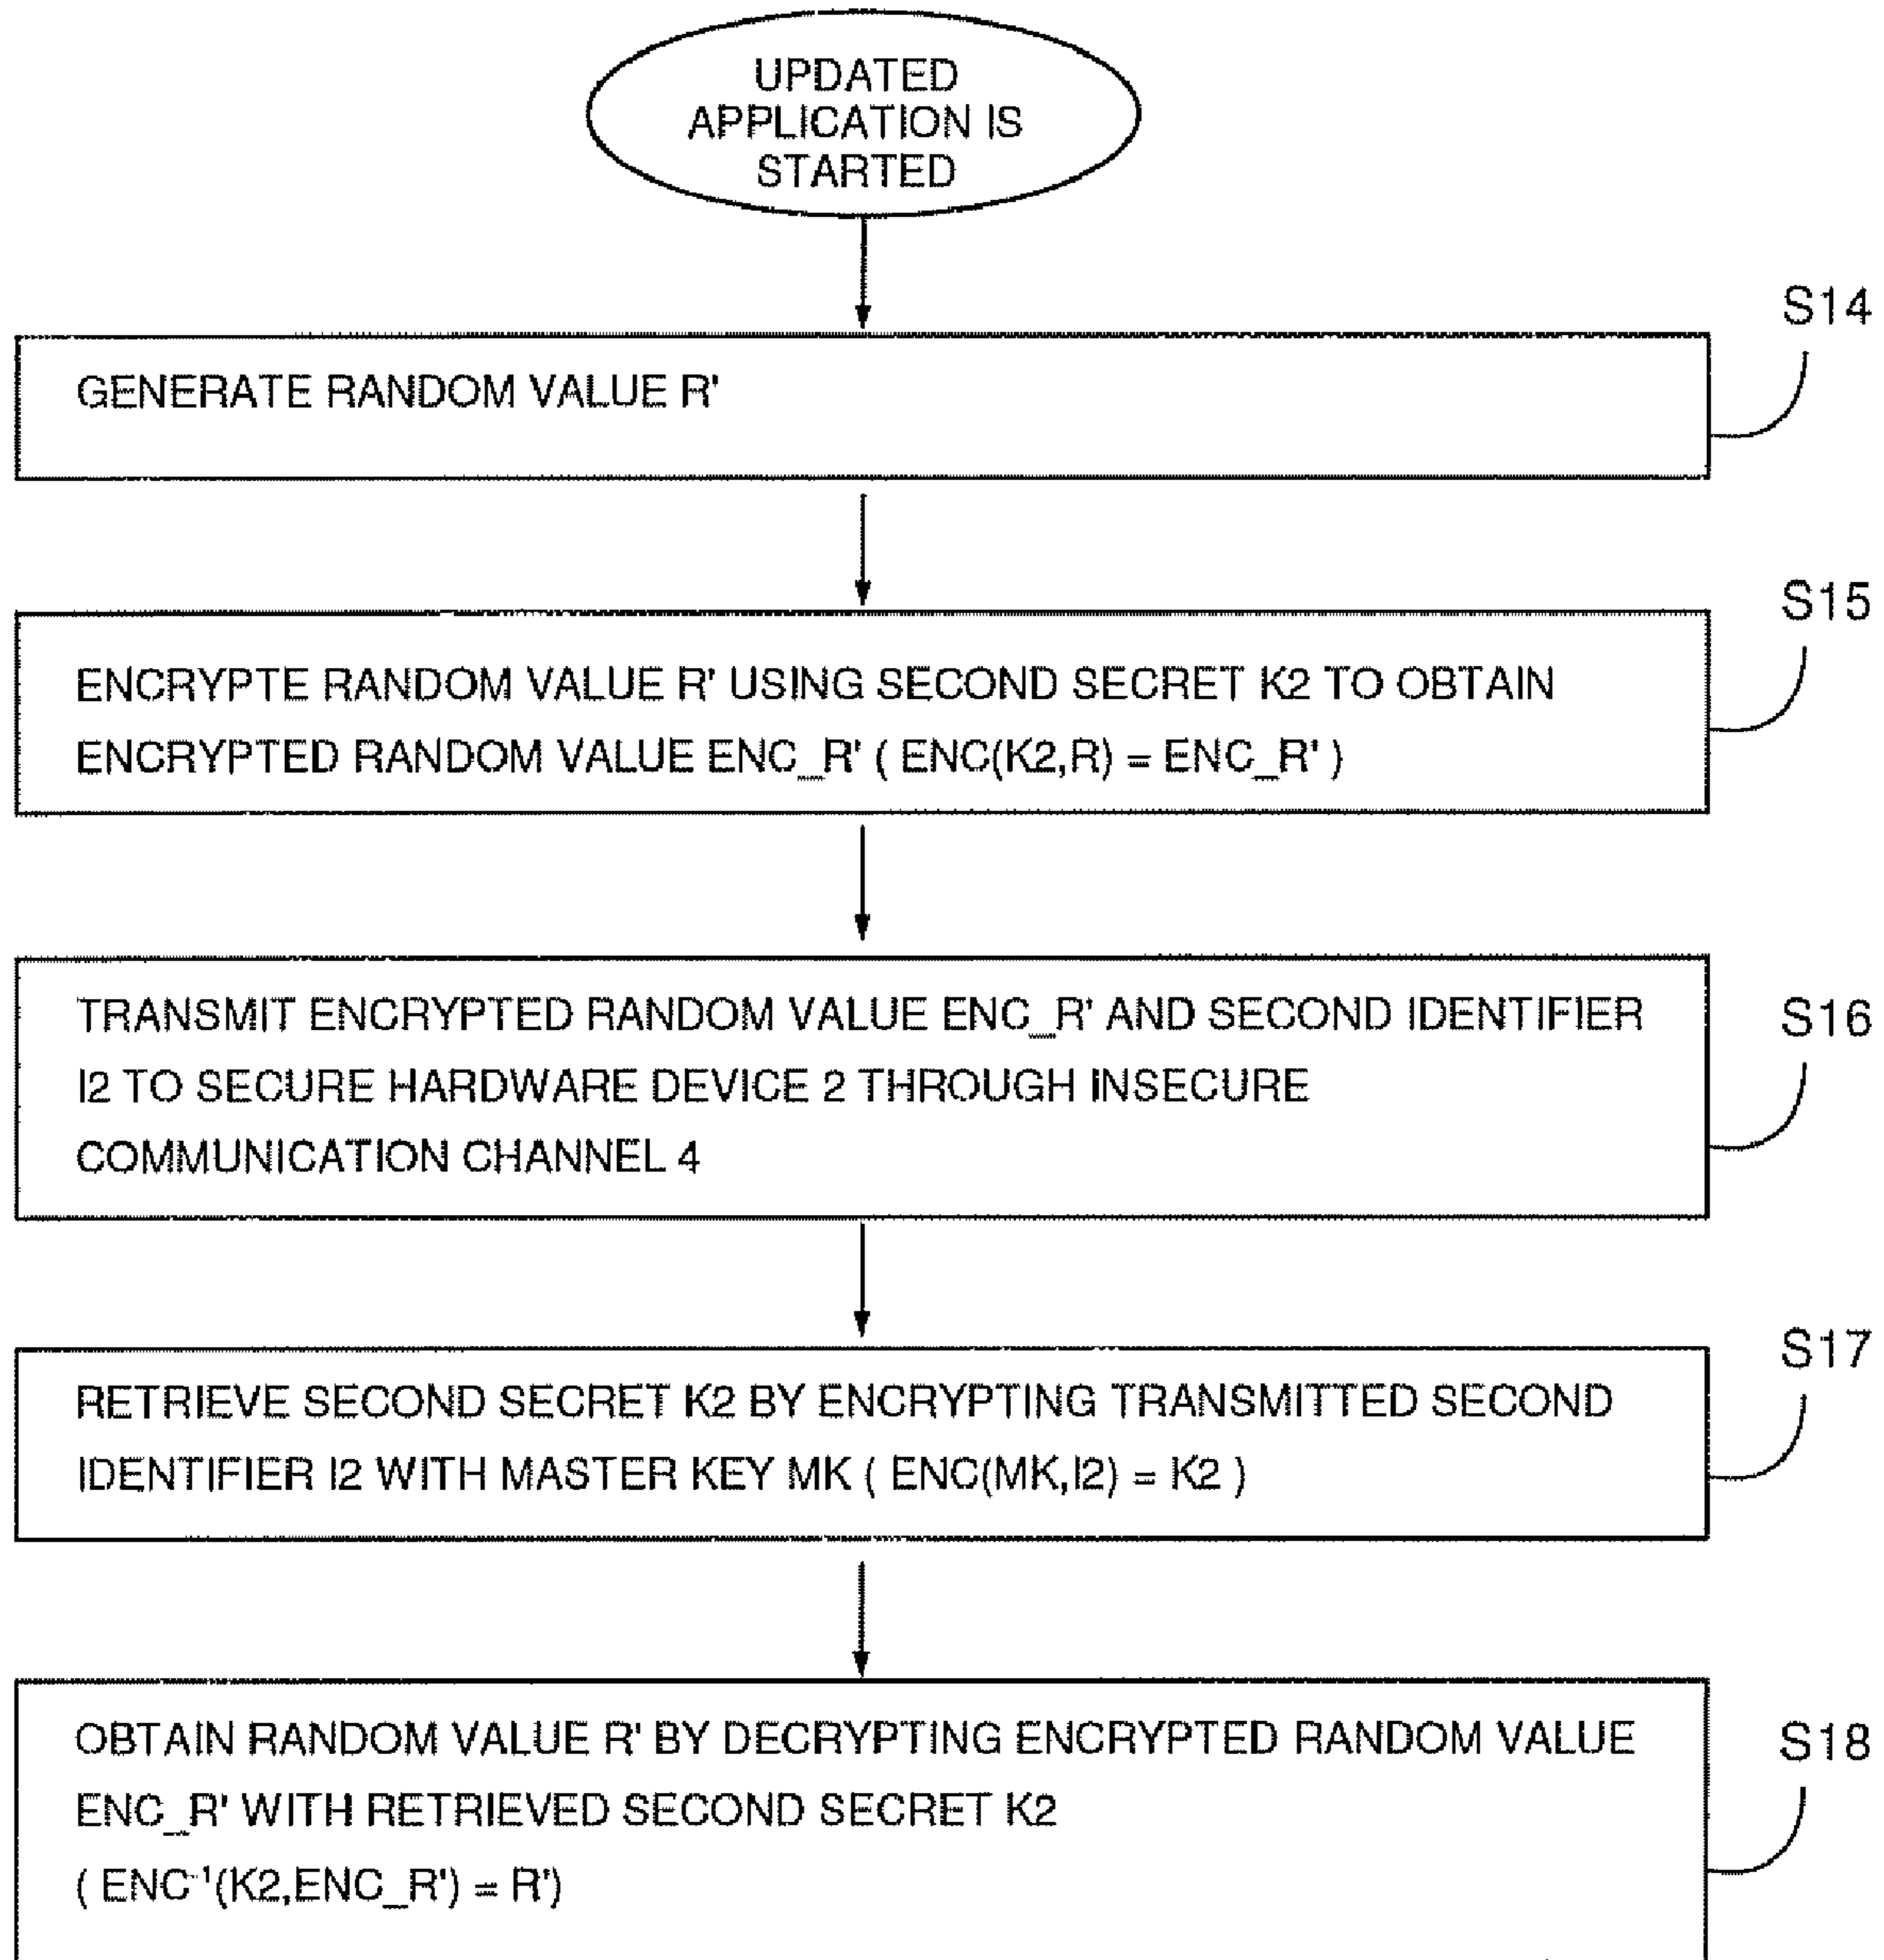 UPDATED
APPLICATION IS
STARTED
S14
GENERATE RANDOM VALUE R'
S15
ENCRYPTE RANDOM VALUE R' USING SECOND SECRET K2 TO OBTAIN
ENCRYPTED RANDOM VALUE ENC_R' ( ENC(K2,R) = ENC_R' )
S16
TRANSMIT ENCRYPTED RANDOM VALUE ENC_R' AND SECOND IDENTIFIER
I2 TO SECURE HARDWARE DEVICE 2 THROUGH INSECURE
COMMUNICATION CHANNEL 4
S17
RETRIEVE SECOND SECRET K2 BY ENCRYPTING TRANSMITTED SECOND
IDENTIFIER I2 WITH MASTER KEY MK ( ENC(MK,I2) = K2 )
S18
OBTAIN RANDOM VALUE R' BY DECRYPTING ENCRYPTED RANDOM VALUE
ENC_R' WITH RETRIEVED SECOND SECRET K2
( ENC⁻¹(K2,ENC_R') = R')